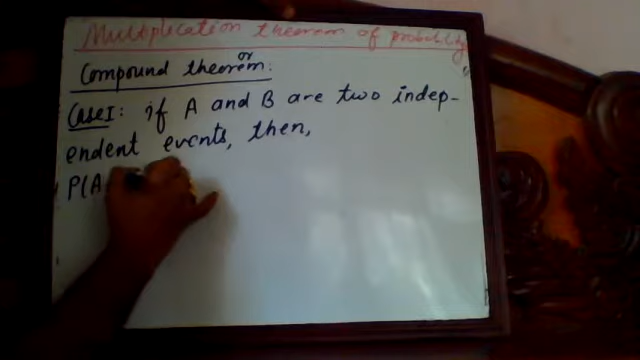 Multiplication theorem of probability
or
Compound theorem:
Case I: if A and B are two indep-
endent events, then,
P(A